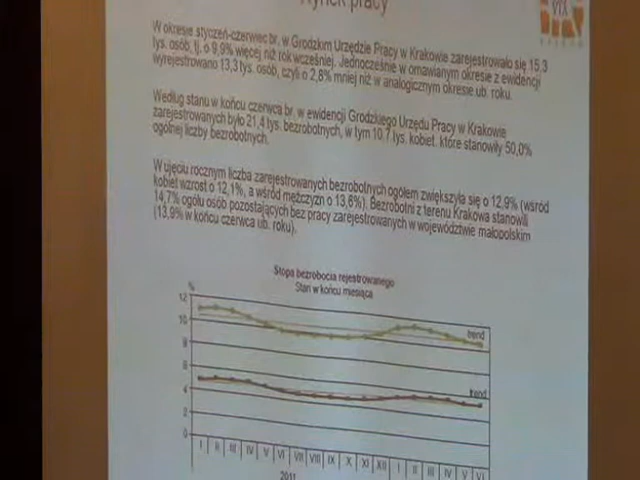 Rynek pracy
W okresie styczeń-czerwiec br. w Grodzkim Urzędzie Pracy w Krakowie zarejestrowało się 15,3
tys. osób, tj. o 9,9% więcej niż rok wcześniej. Jednocześnie w omawianym okresie z ewidencji
wyrejestrowano 13,3 tys. osób, czyli o 2,8% mniej niż w analogicznym okresie ub. roku.
Według stanu w końcu czerwca br. w ewidencji Grodzkiego Urzędu Pracy w Krakowie
zarejestrowanych było 21,4 tys. bezrobotnych, w tym 10,7 tys. kobiet, które stanowiły 50,0%
ogólnej liczby bezrobotnych.
W ujęciu rocznym liczba zarejestrowanych bezrobotnych ogółem zwiększyła się o 12,9% (wśród
kobiet wzrost o 12,1%, a wśród mężczyzn o 13,6%). Bezrobotni z terenu Krakowa stanowili
14,7% ogółu osób pozostających bez pracy zarejestrowanych w województwie małopolskim
(13,9% w końcu czerwca ub. roku).
Stopa bezrobocia rejestrowanego
Stan w końcu miesiąca
%
12
10
8
6
4
2
0
trend
trend
I II III IV V VI VII VIII IX X XI XII I II III IV V VI
2011